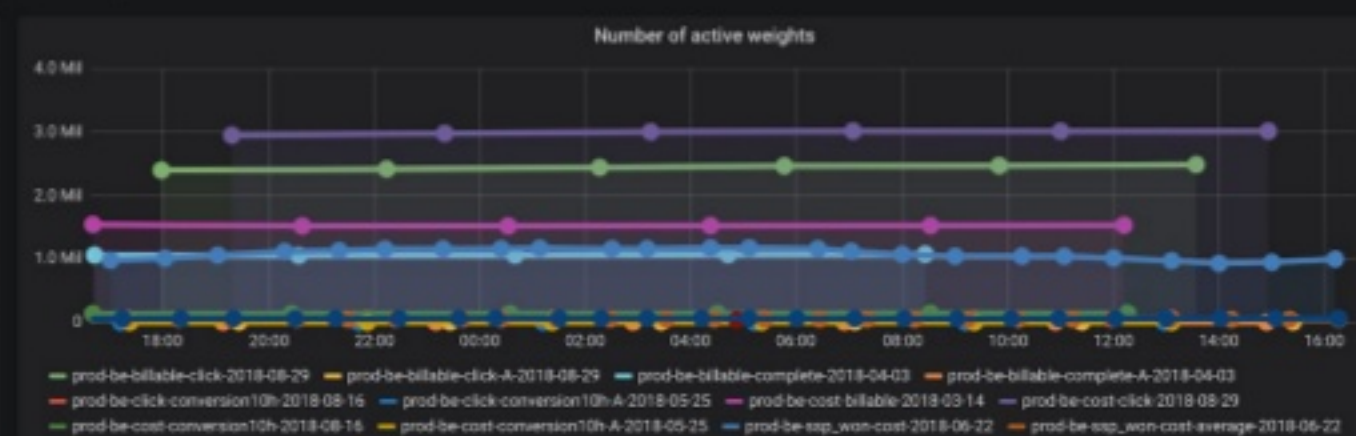 Number of active weights
4.0 Mil
3.0 Mil
2.0 Mil
1.0 Mil
0
18:00 20:00 22:00 00:00 02:00 04:00 06:00 08:00 10:00 12:00 14:00 16:00
prod-be-billable-click-2018-08-29 prod-be-billable-click-A-2018-08-29 prod-be-billable-complete-2018-04-03 prod-be-billable-complete-A-2018-04-03
prod-be-click-conversion10h-2018-08-16 prod-be-click-conversion10h-A-2018-05-25 prod-be-cost-billable-2018-03-14 prod-be-cost-click-2018-08-29
prod-be-cost-conversion10h-2018-08-16 prod-be-cost-conversion10h-A-2018-05-25 prod-be-ssp_won-cost-2018-06-22 prod-be-ssp_won-cost-average-2018-06-22